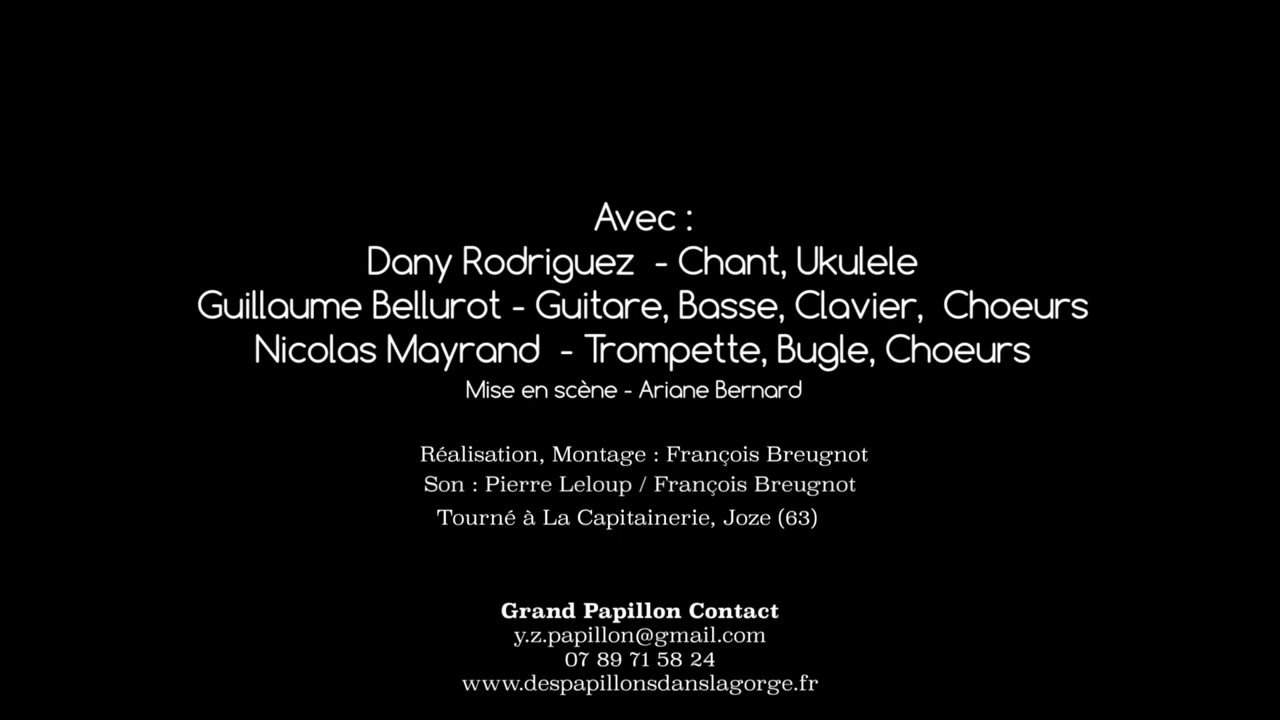 Avec :
Dany Rodriguez - Chant, Ukulele
Guillaume Bellurot - Guitare, Basse, Clavier, Choeurs
Nicolas Mayrand - Trompette, Bugle, Choeurs
Mise en scène - Ariane Bernard
Réalisation, Montage : François Breugnot
Son : Pierre Leloup / François Breugnot
Tourné à La Capitainerie, Joze (63)
Grand Papillon Contact
y.z.papillon@gmail.com
07 89 71 58 24
www.despapillonsdanslagorge.fr